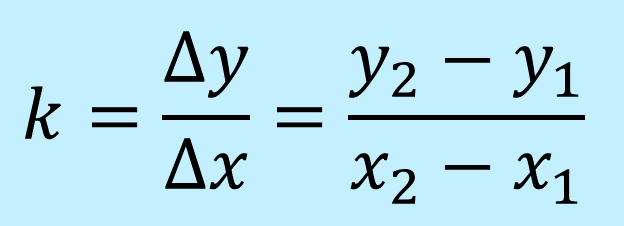 k = Δy/Δx = (y₂ − y₁)/(x₂ − x₁)